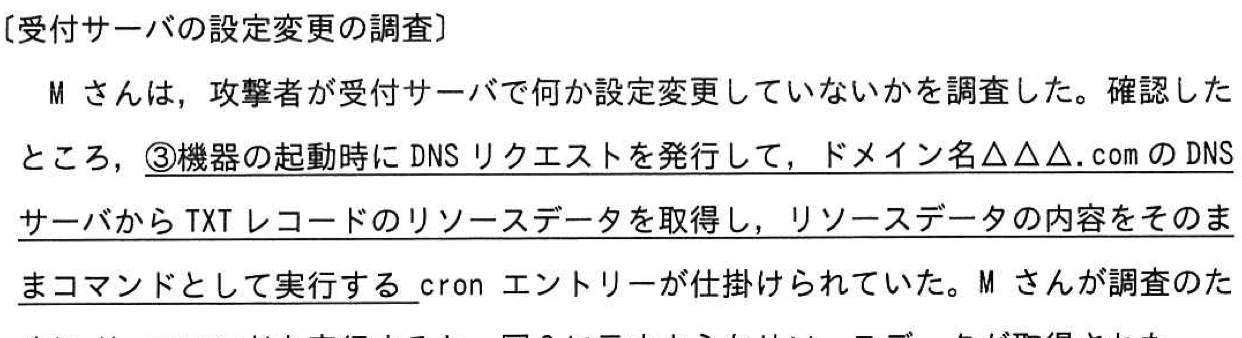 〔受付サーバの設定変更の調査〕
M さんは，攻撃者が受付サーバで何か設定変更していないかを調査した。確認した
ところ，③機器の起動時に DNS リクエストを発行して，ドメイン名△△△.com の DNS
サーバから TXT レコードのリソースデータを取得し，リソースデータの内容をそのま
まコマンドとして実行する cron エントリーが仕掛けられていた。M さんが調査のた